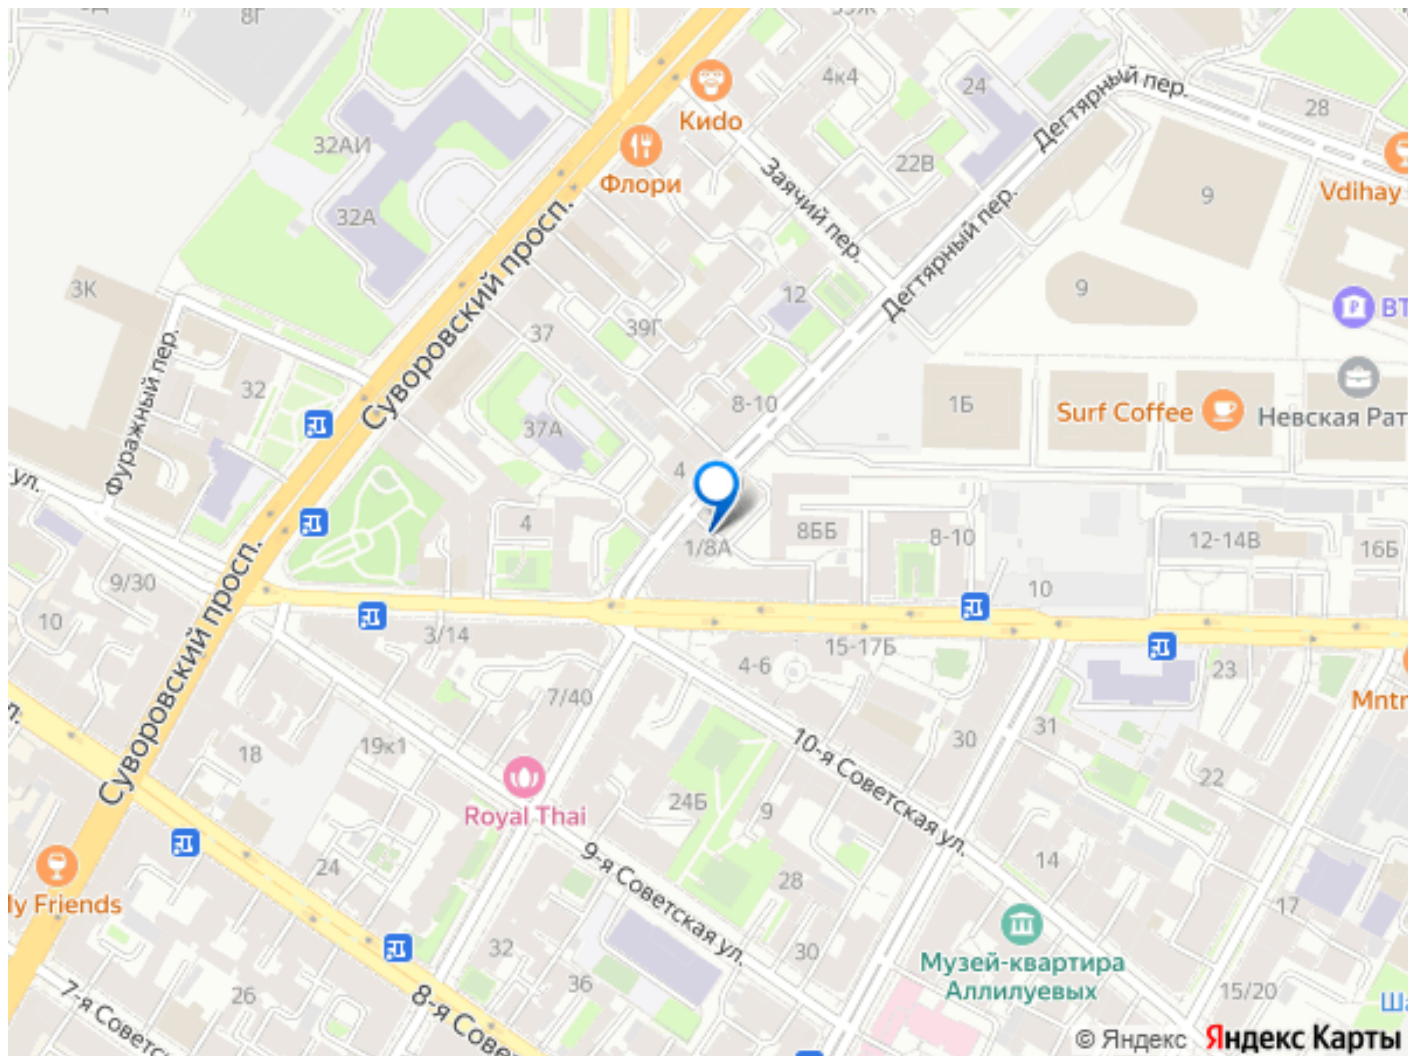 8Г
Кидо
4к4
24
Дегтярный пер.
28
32АИ
Флори
22В
Заячий пер.
Vdihay
9
32А
Суворовский просп.
Дегтярный пер.
3К
12
9
37
39Г
Фуражный пер.
32
8-10
1Б
Surf Coffee
Невская Рат
37А
ул.
4
4
1/8А
8ББ
8-10
12-14В
16Б
9/30
10
10
3/14
15-17Б
4-6
23
Суворовский просп.
7/40
31
30
18
19к1
10-я Советская ул.
22
Royal Thai
24Б
9
24
9-я Советская ул.
14
ly Friends
28
17
32
30
Музей-квартира
Аллилуевых
36
15/20
26
7-я Советс
8-я Сове
© Яндекс Яндекс Карты